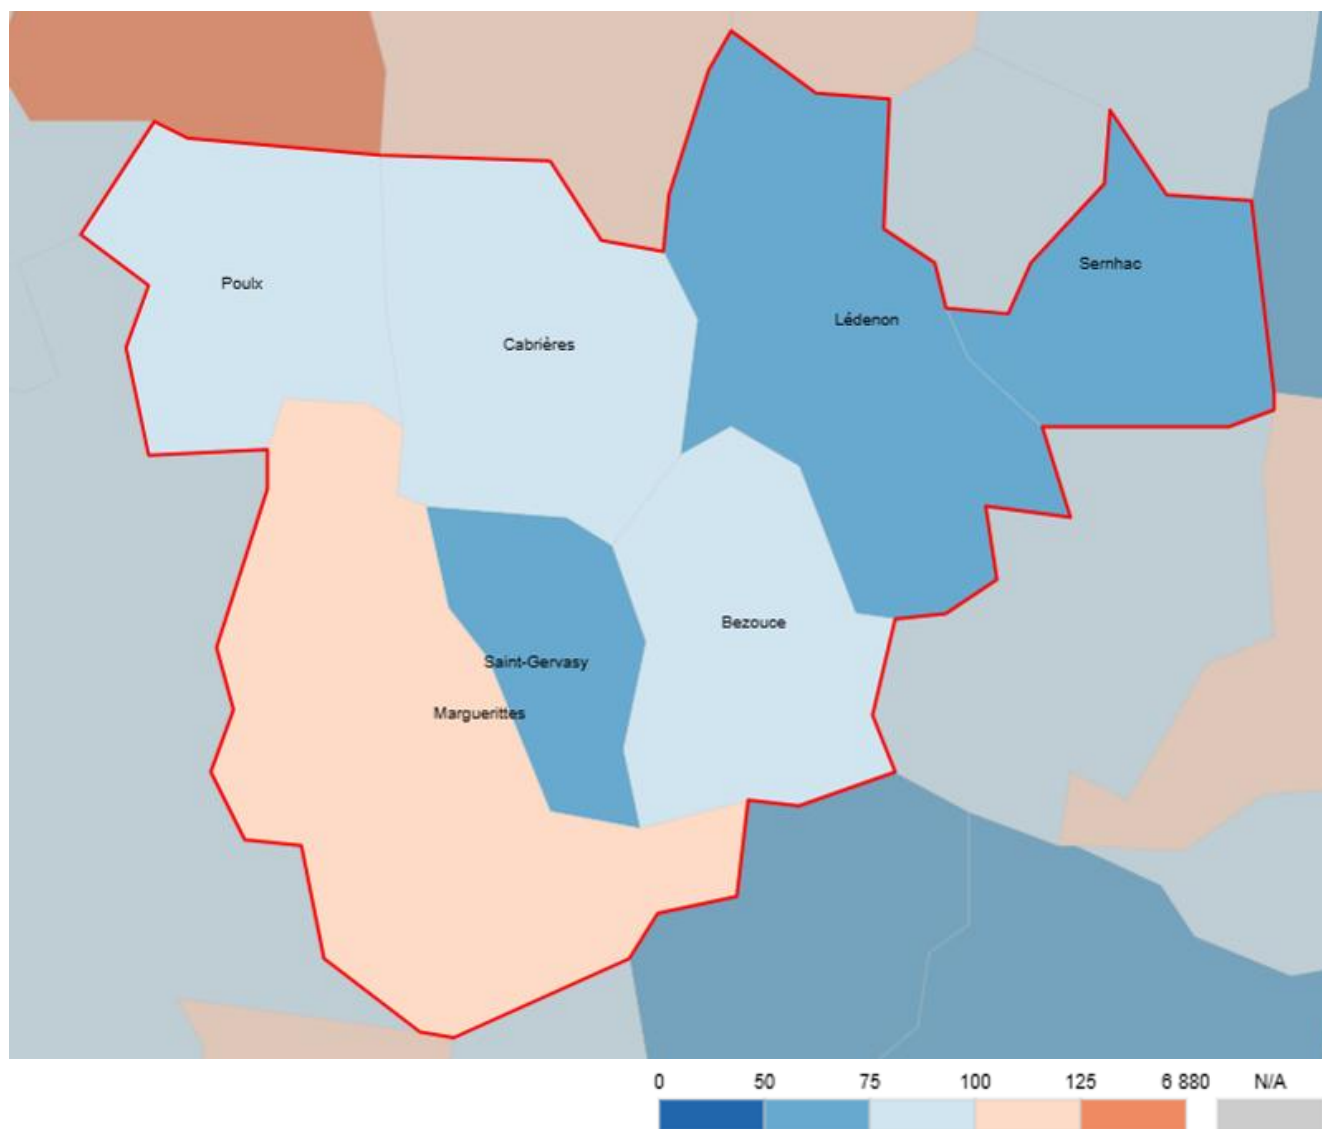 Sernhac
Poulx
Lédenon
Cabrières
Bezouce
Saint-Gervasy
Marguerittes
0 50 75 100 125 6 880 N/A